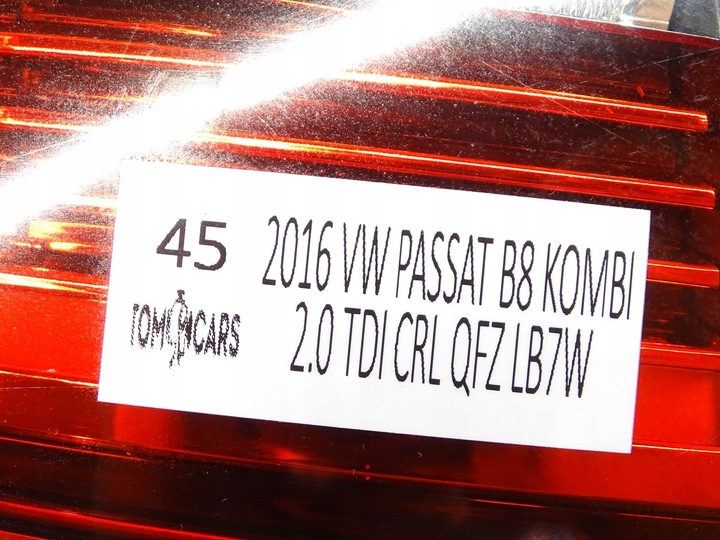 45
2016 VW PASSAT B8 KOMBI
2.0 TDI CRL QFZ LB7W
TOM CARS